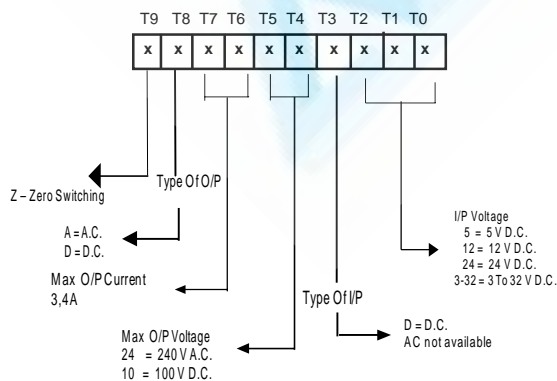 T9 T8 T7 T6 T5 T4 T3 T2 T1 T0
x x x x x x x x x x
Z – Zero Switching
Type Of O/P
A = A.C.
D = D.C.
Max O/P Current
3,4A
Max O/P Voltage
24 = 240 V A.C.
10 = 100 V D.C.
Type Of I/P
D = D.C.
AC not available
I/P Voltage
5 = 5 V D.C.
12 = 12 V D.C.
24 = 24 V D.C.
3-32 = 3 To 32 V D.C.